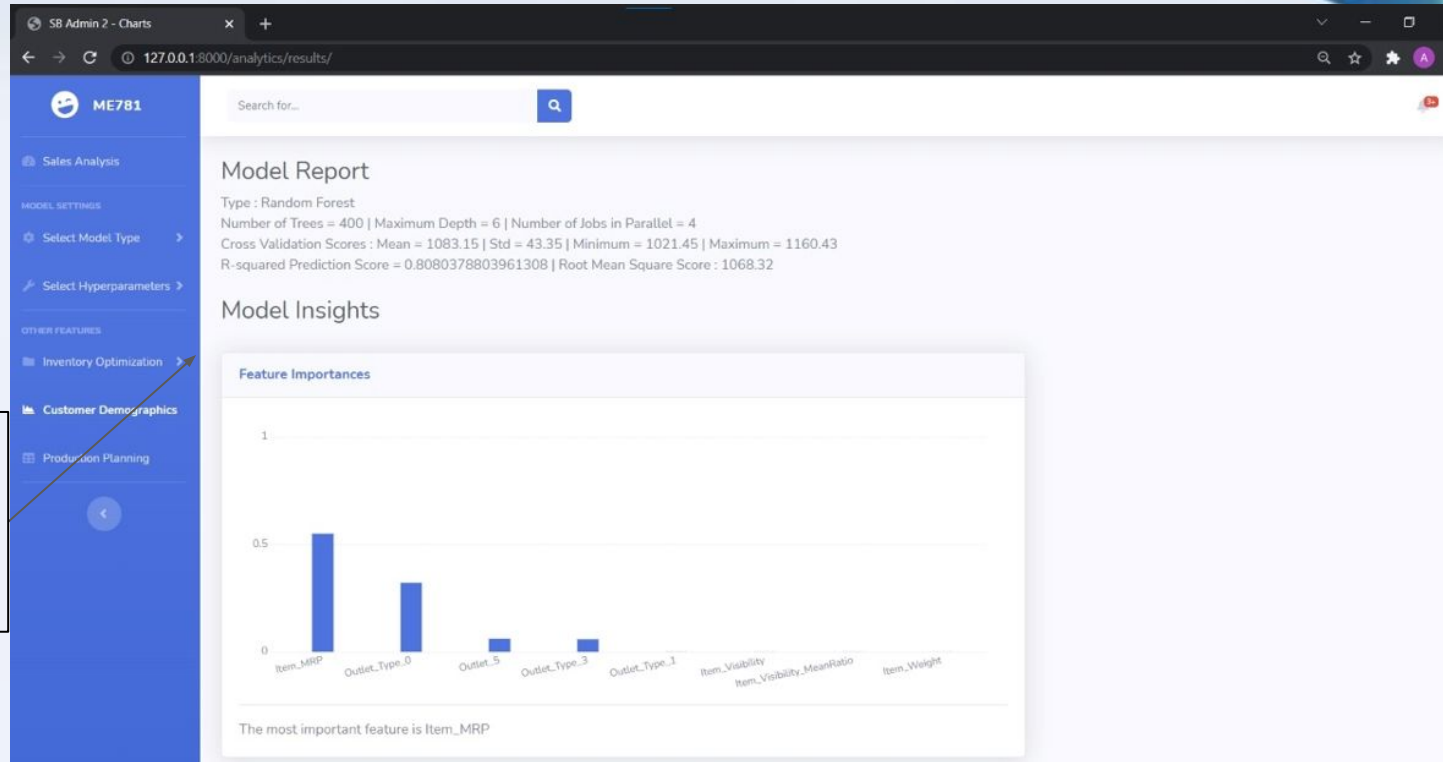 SB Admin 2 - Charts
127.0.0.1:8000/analytics/results/
ME781
Search for...
3+
A
Sales Analysis
MODEL SETTINGS
Select Model Type
Select Hyperparameters
OTHER FEATURES
Inventory Optimization
Customer Demographics
Production Planning
Model Report
Type : Random Forest
Number of Trees = 400 | Maximum Depth = 6 | Number of Jobs in Parallel = 4
Cross Validation Scores : Mean = 1083.15 | Std = 43.35 | Minimum = 1021.45 | Maximum = 1160.43
R-squared Prediction Score = 0.8080378803961308 | Root Mean Square Score : 1068.32
Model Insights
Feature Importances
1
0.5
0
Item_MRP
Outlet_Type_0
Outlet_5
Outlet_Type_3
Outlet_Type_1
Item_Visibility
Item_Visibility_MeanRatio
Item_Weight
The most important feature is Item_MRP